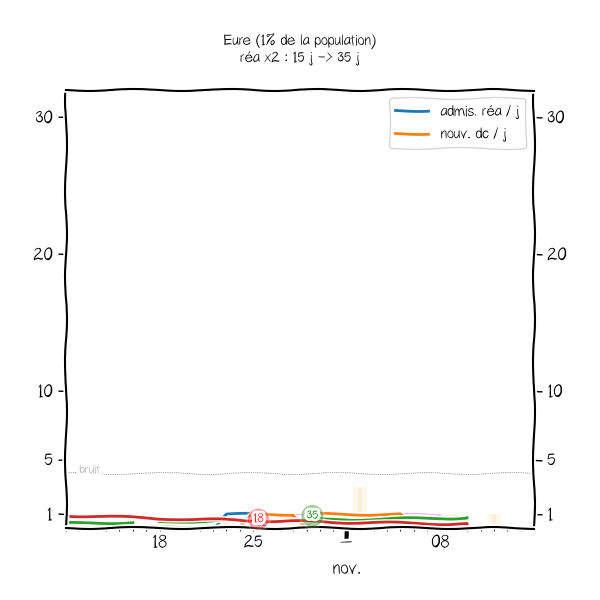 Eure (1% de la population)
réa x2 : 15 j -> 35 j
admis. réa / j
nouv. dc / j
30
30
20
20
10
10
5
5
bruit
1
1
18
35
18
25
1
08
nov.